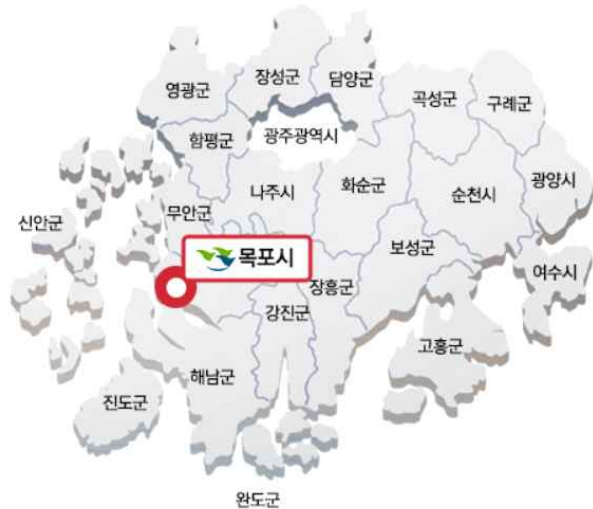 장성군
담양군
영광군
곡성군
구례군
함평군
광주광역시
나주시
화순군
순천시
광양시
무안군
신안군
보성군
목포시
여수시
장흥군
강진군
고흥군
해남군
진도군
완도군